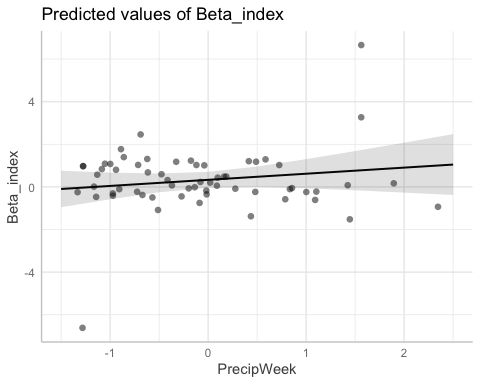 Predicted values of Beta_index
4
0
-4
Beta_index
-1 0 1 2
PrecipWeek